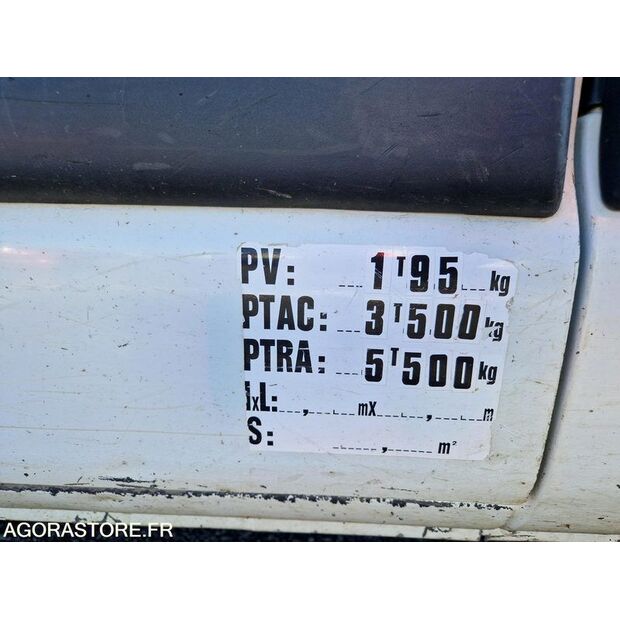 PV: 1T95 kg
PTAC: 3T500 kg
PTRA: 5T500 kg
lxL: , mX , m
S: , m²
AGORASTORE.FR